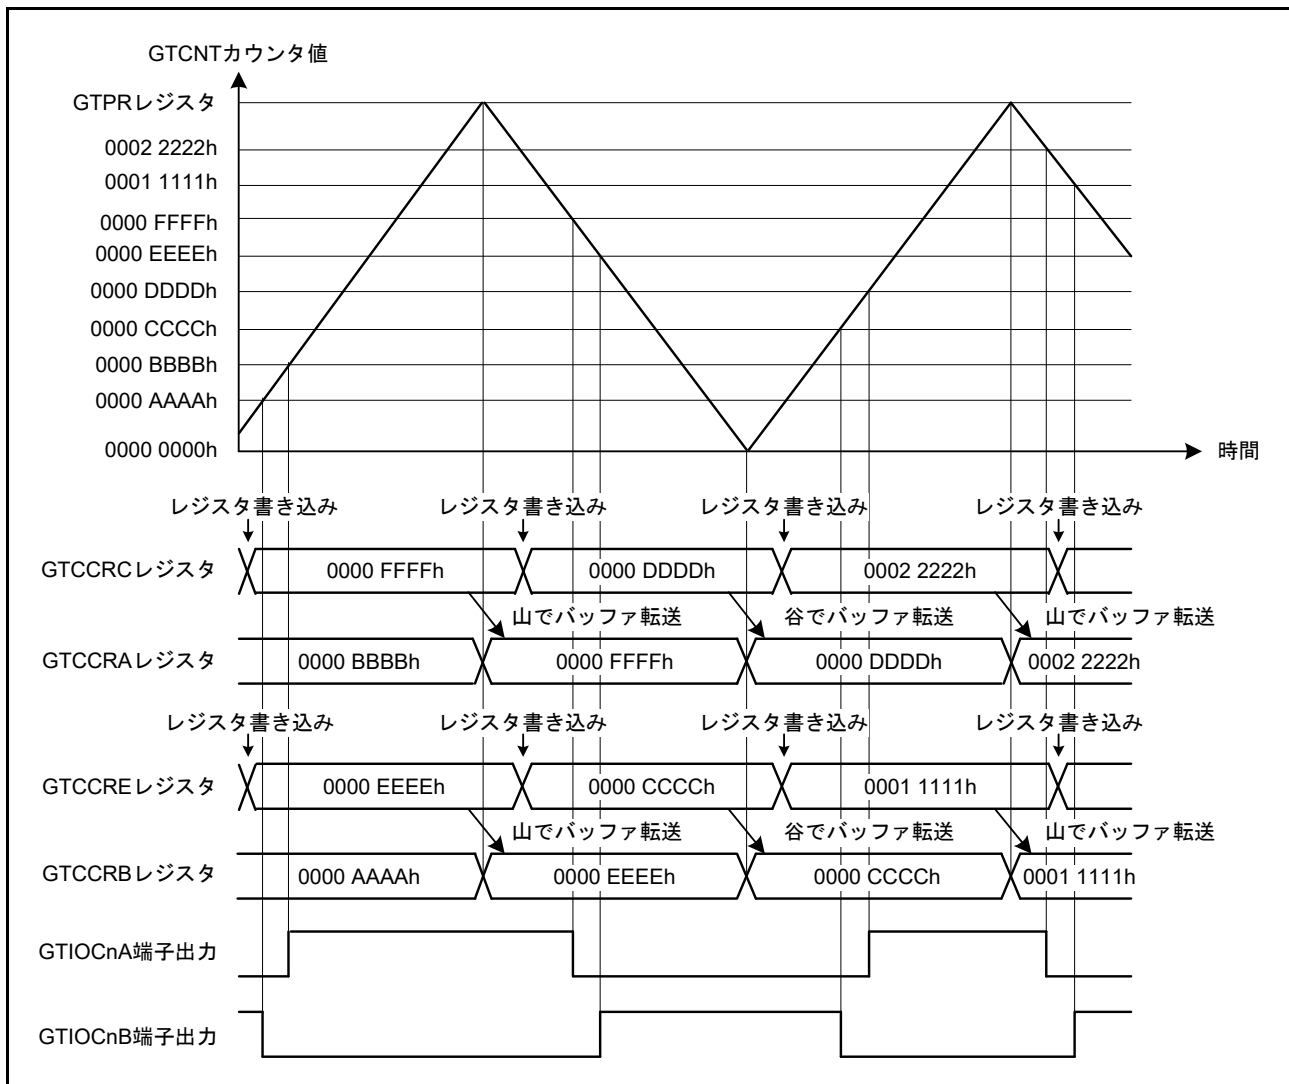 GTCNTカウンタ値
GTPRレジスタ
0002 2222h
0001 1111h
0000 FFFFh
0000 EEEEh
0000 DDDDh
0000 CCCCh
0000 BBBBh
0000 AAAAh
0000 0000h
時間
レジスタ書き込み レジスタ書き込み レジスタ書き込み レジスタ書き込み
GTCCRCレジスタ 0000 FFFFh 0000 DDDDh 0002 2222h
山でバッファ転送 谷でバッファ転送 山でバッファ転送
GTCCRAレジスタ 0000 BBBBh 0000 FFFFh 0000 DDDDh 0002 2222h
レジスタ書き込み レジスタ書き込み レジスタ書き込み レジスタ書き込み
GTCCREレジスタ 0000 EEEEh 0000 CCCCh 0001 1111h
山でバッファ転送 谷でバッファ転送 山でバッファ転送
GTCCRBレジスタ 0000 AAAAh 0000 EEEEh 0000 CCCCh 0001 1111h
GTIOCnA端子出力
GTIOCnB端子出力